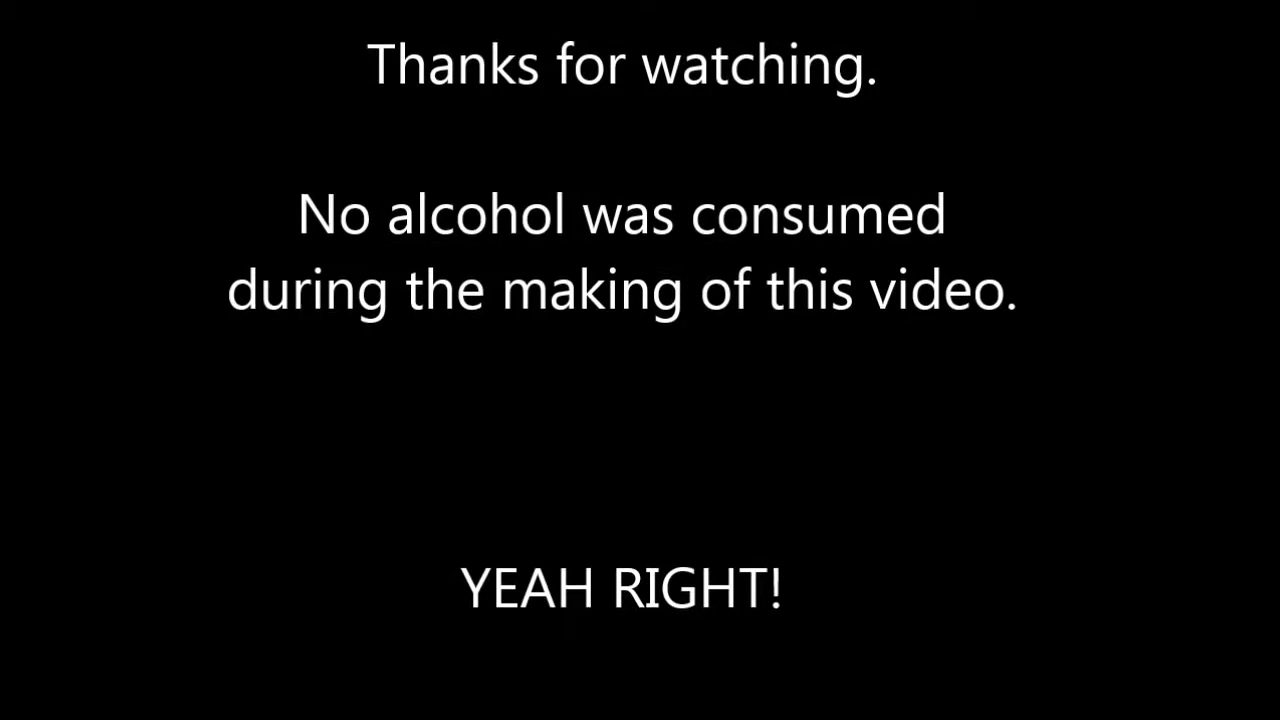 Thanks for watching.
No alcohol was consumed
during the making of this video.
YEAH RIGHT!